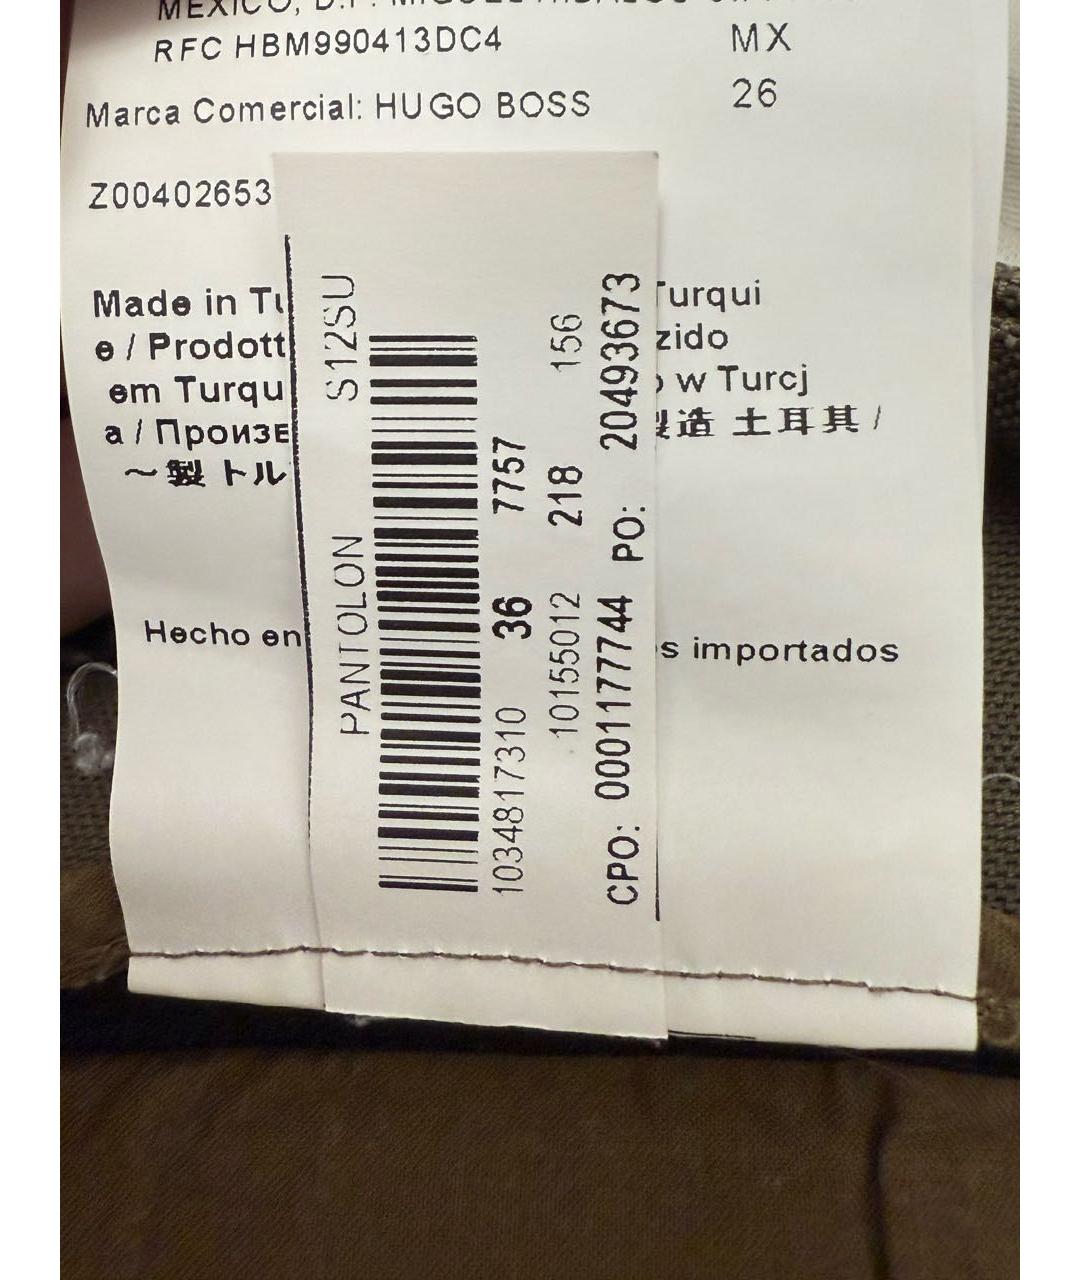 MEXICO, D.F.
RFC HBM990413DC4
MX
Marca Comercial: HUGO BOSS
26
Z00402653
Made in Tu
e / Prodott
em Turqu
a / Произв
~ 製 トル
Turqui
zido
o w Turcj
製造 土耳其 /
Hecho en
s importados
PANTOLON S12SU
1034817310 36 7757
10155012 218 156
CPO: 0001177744 PO: 20493673